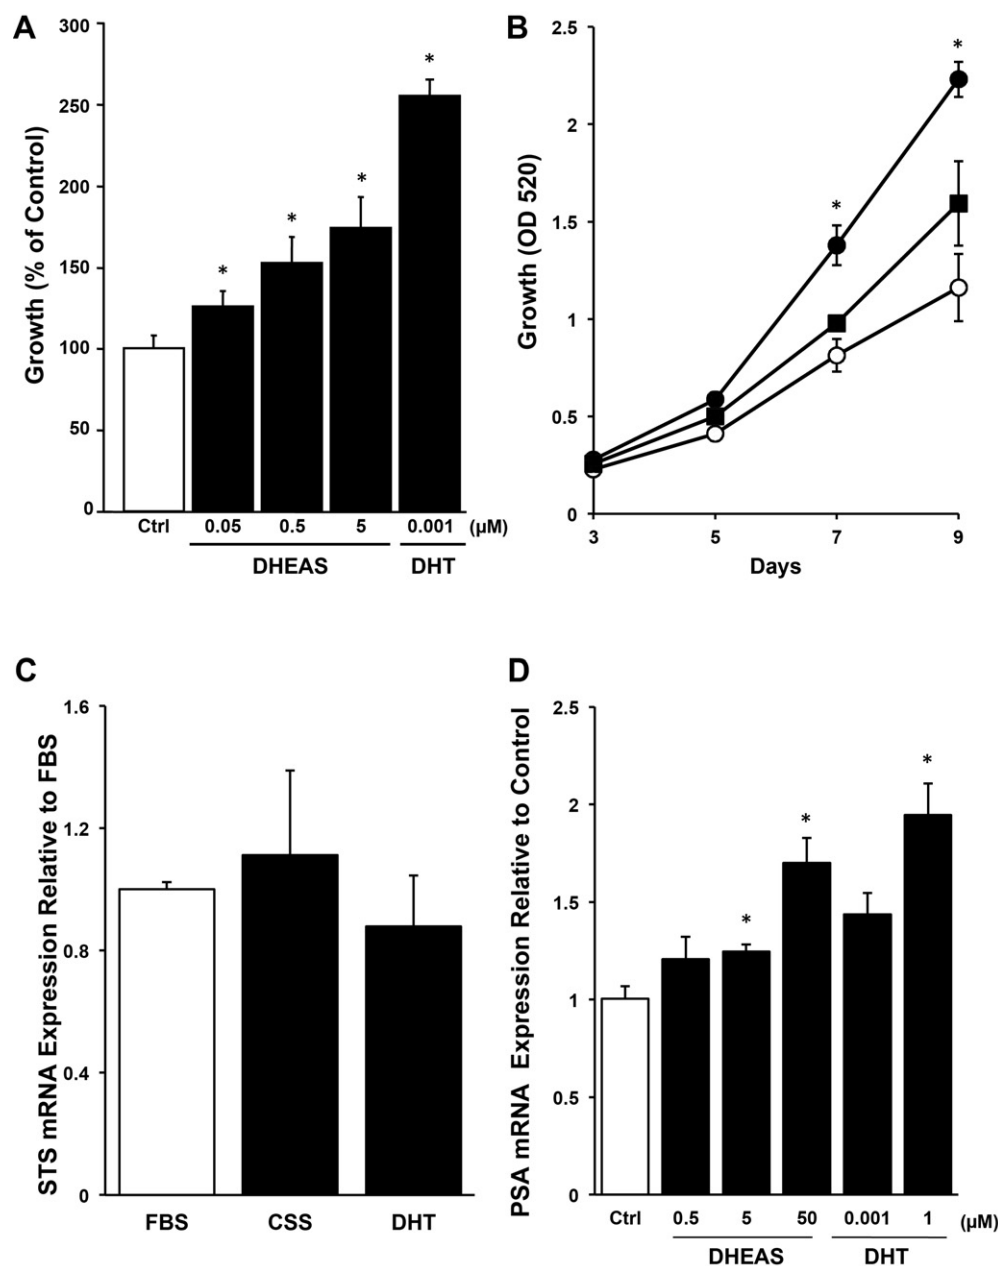 A
Growth (% of Control)
300
250
200
150
100
50
0
*
*
*
*
Ctrl 0.05 0.5 5 0.001 (µM)
DHEAS DHT
B
Growth (OD 520)
2.5
2
1.5
1
0.5
0
*
*
3 5 7 9
Days
C
STS mRNA Expression Relative to FBS
1.6
1.2
0.8
0.4
0
FBS CSS DHT
D
PSA mRNA Expression Relative to Control
2.5
2
1.5
1
0.5
0
*
*
*
Ctrl 0.5 5 50 0.001 1 (µM)
DHEAS DHT